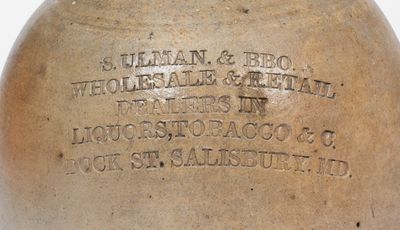 S. ULMAN. & BRO.
WHOLESALE & RETAIL
DEALERS IN
LIQUORS, TOBACCO & C.
DOCK ST. SALISBURY. MD.